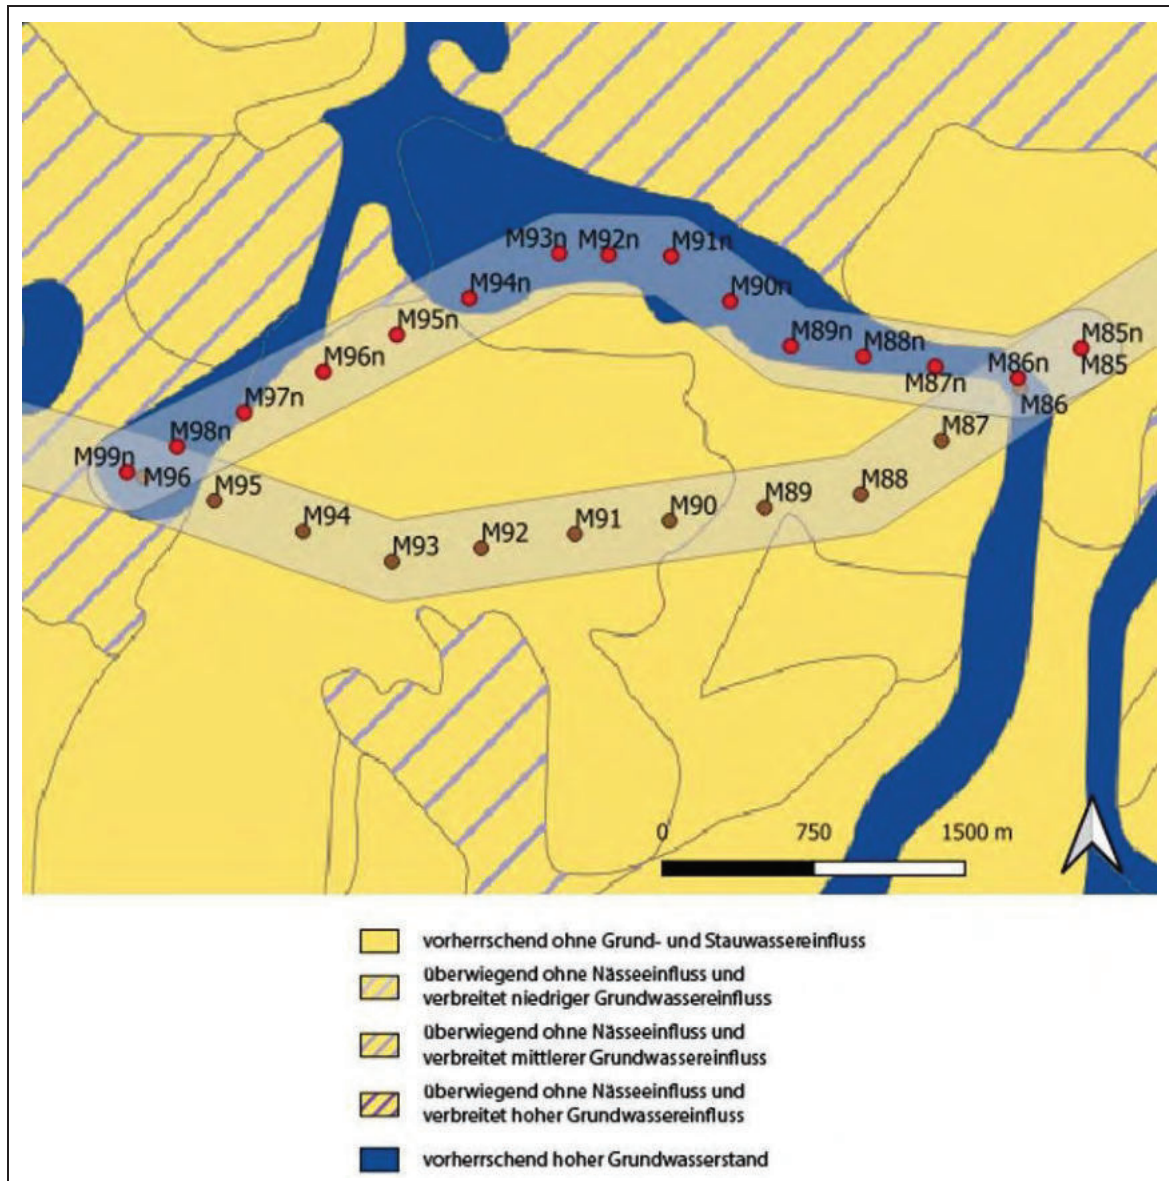 M93n M92n M91n
M94n M90n
M95n M89n M88n M85n
M96n M87n M86n M85
M97n M86
M98n M87
M99n M96 M95 M88
M94 M93 M92 M91 M90 M89
0 750 1500 m
vorherrschend ohne Grund- und Stauwassereinfluss
überwiegend ohne Nässeeinfluss und
verbreitet niedriger Grundwassereinfluss
überwiegend ohne Nässeeinfluss und
verbreitet mittlerer Grundwassereinfluss
überwiegend ohne Nässeeinfluss und
verbreitet hoher Grundwassereinfluss
vorherrschend hoher Grundwasserstand